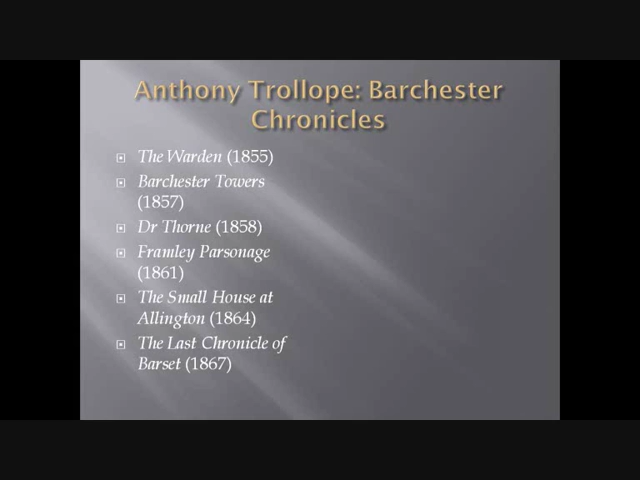 Anthony Trollope: Barchester
Chronicles
The Warden (1855)
Barchester Towers
(1857)
Dr Thorne (1858)
Framley Parsonage
(1861)
The Small House at
Allington (1864)
The Last Chronicle of
Barset (1867)